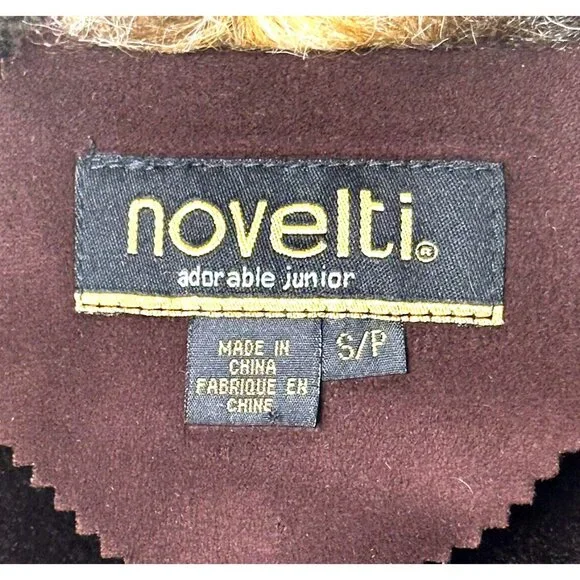 novelti®
adorable junior
MADE IN
CHINA
FABRIQUE EN
CHINE
S/P